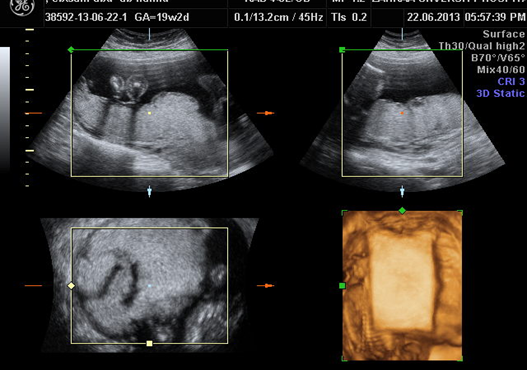 38592-13-06-22-1 GA=19w2d 0.1/13.2cm / 45Hz TIs 0.2 22.06.2013 05:57:39 PM
Surface
Th30/Qual high2
B70°/V65°
Mix40/60
CRI 3
3D Static